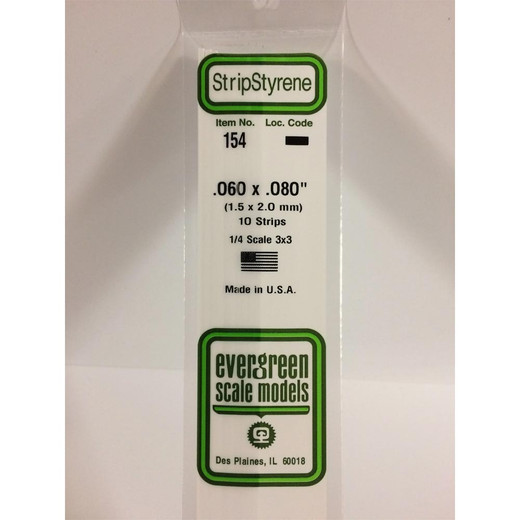 StripStyrene
Item No. Loc. Code
154
.060 x .080"
(1.5 x 2.0 mm)
10 Strips
1/4 Scale 3x3
Made in U.S.A.
evergreen
scale models
Des Plaines, IL 60018